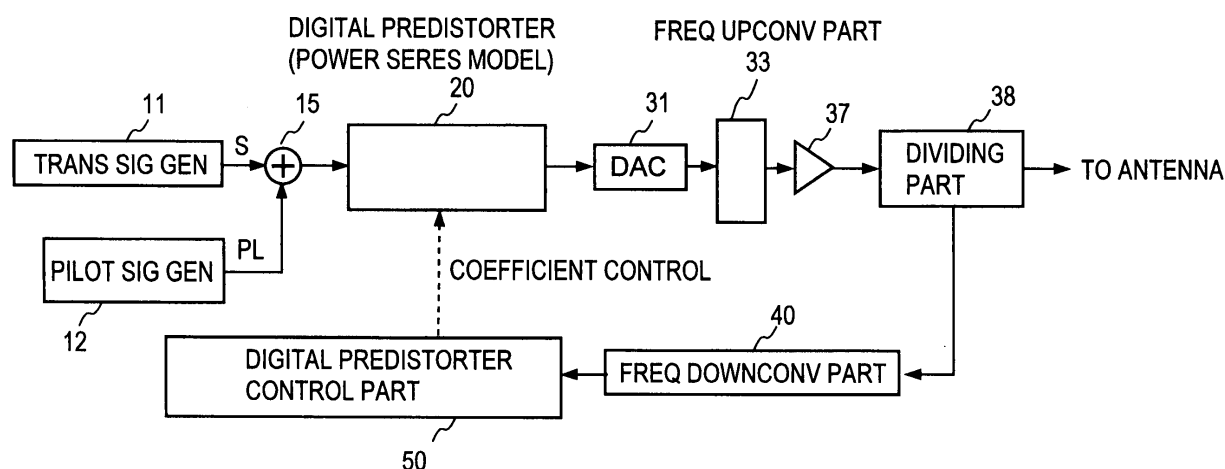 DIGITAL PREDISTORTER
(POWER SERES MODEL)
20
FREQ UPCONV PART
33
11
TRANS SIG GEN
S
15
+
31
DAC
37
38
DIVIDING
PART
TO ANTENNA
PILOT SIG GEN
PL
12
COEFFICIENT CONTROL
DIGITAL PREDISTORTER
CONTROL PART
50
40
FREQ DOWNCONV PART